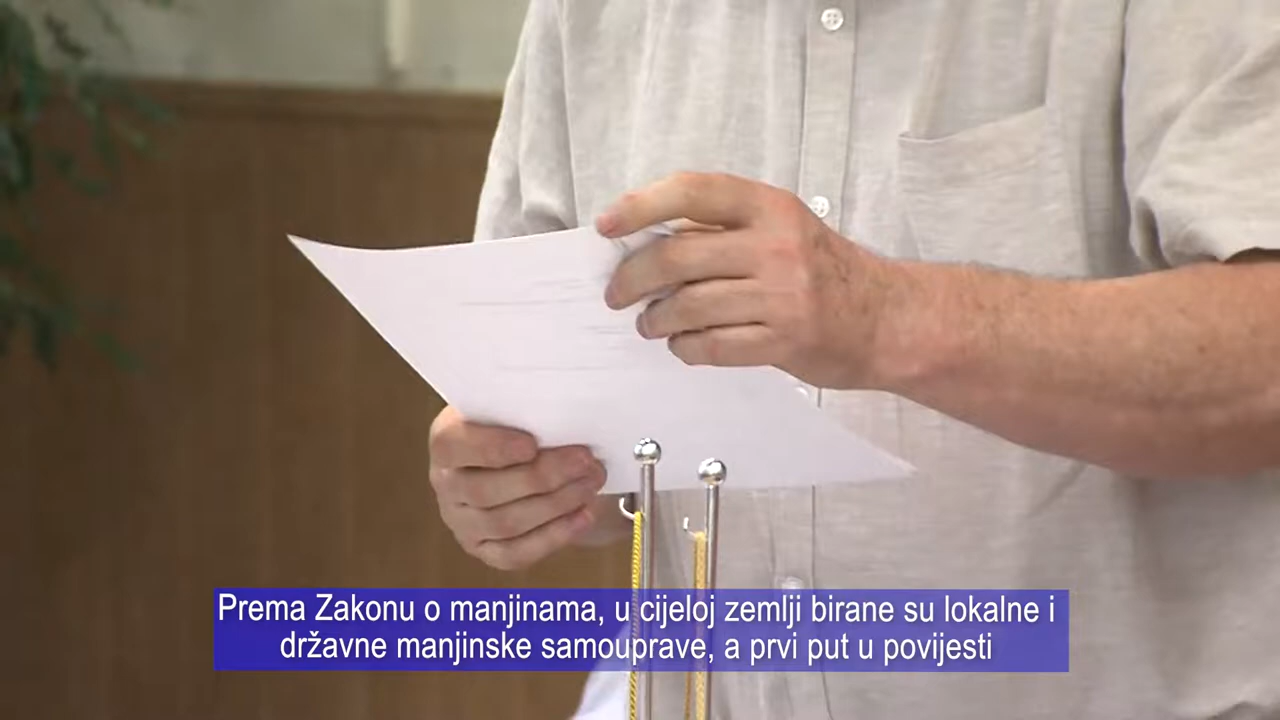 Prema Zakonu o manjinama, u cijeloj zemlji birane su lokalne i
državne manjinske samouprave, a prvi put u povijesti